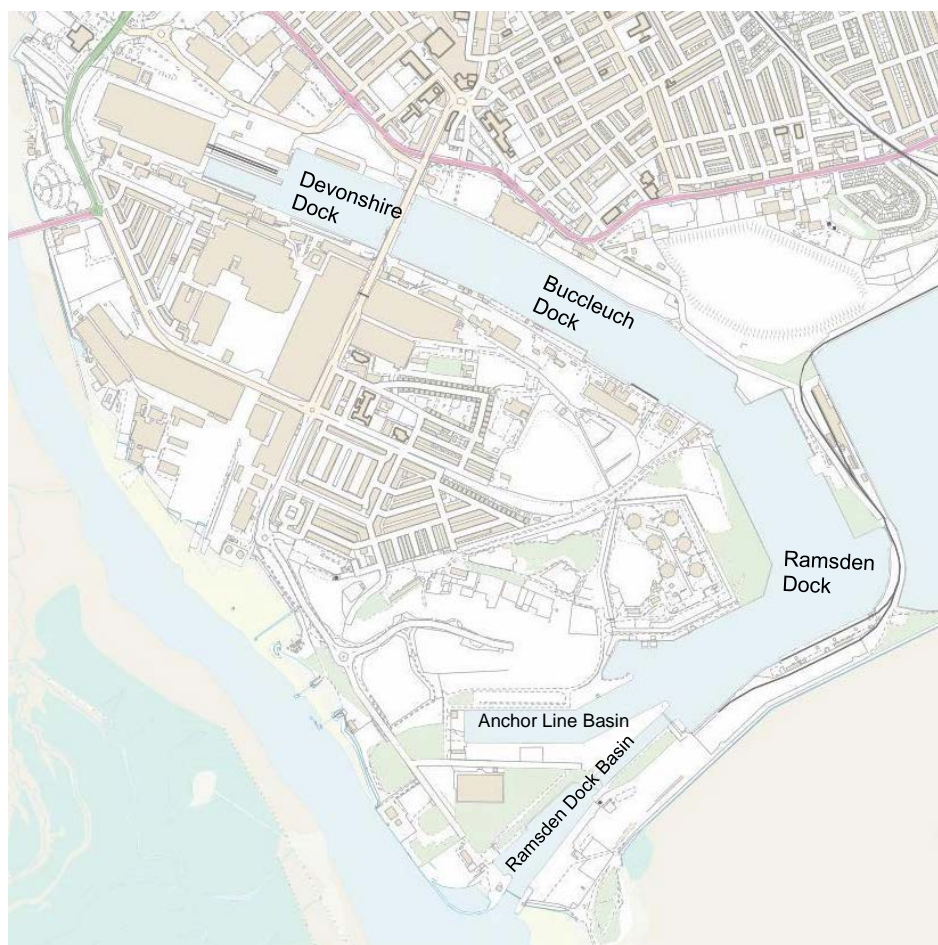 Devonshire
Dock
Buccleuch
Dock
Ramsden
Dock
Anchor Line Basin
Ramsden Dock Basin